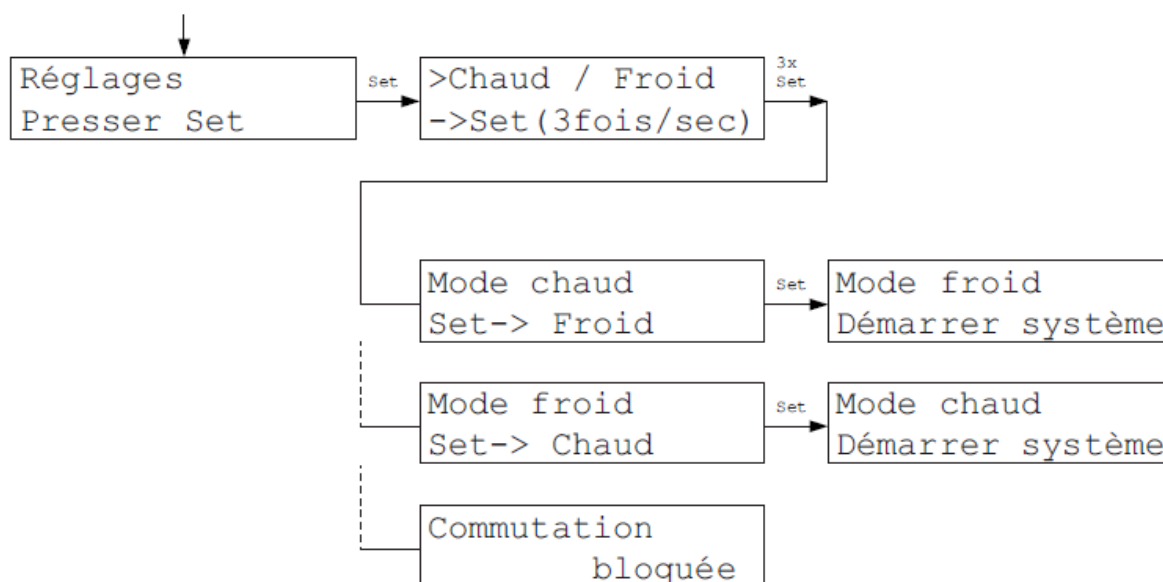 Réglages
Presser Set
Set
>Chaud / Froid
->Set(3fois/sec)
3x
Set
Mode chaud
Set-> Froid
Set
Mode froid
Démarrer système
Mode froid
Set-> Chaud
Set
Mode chaud
Démarrer système
Commutation
bloquée